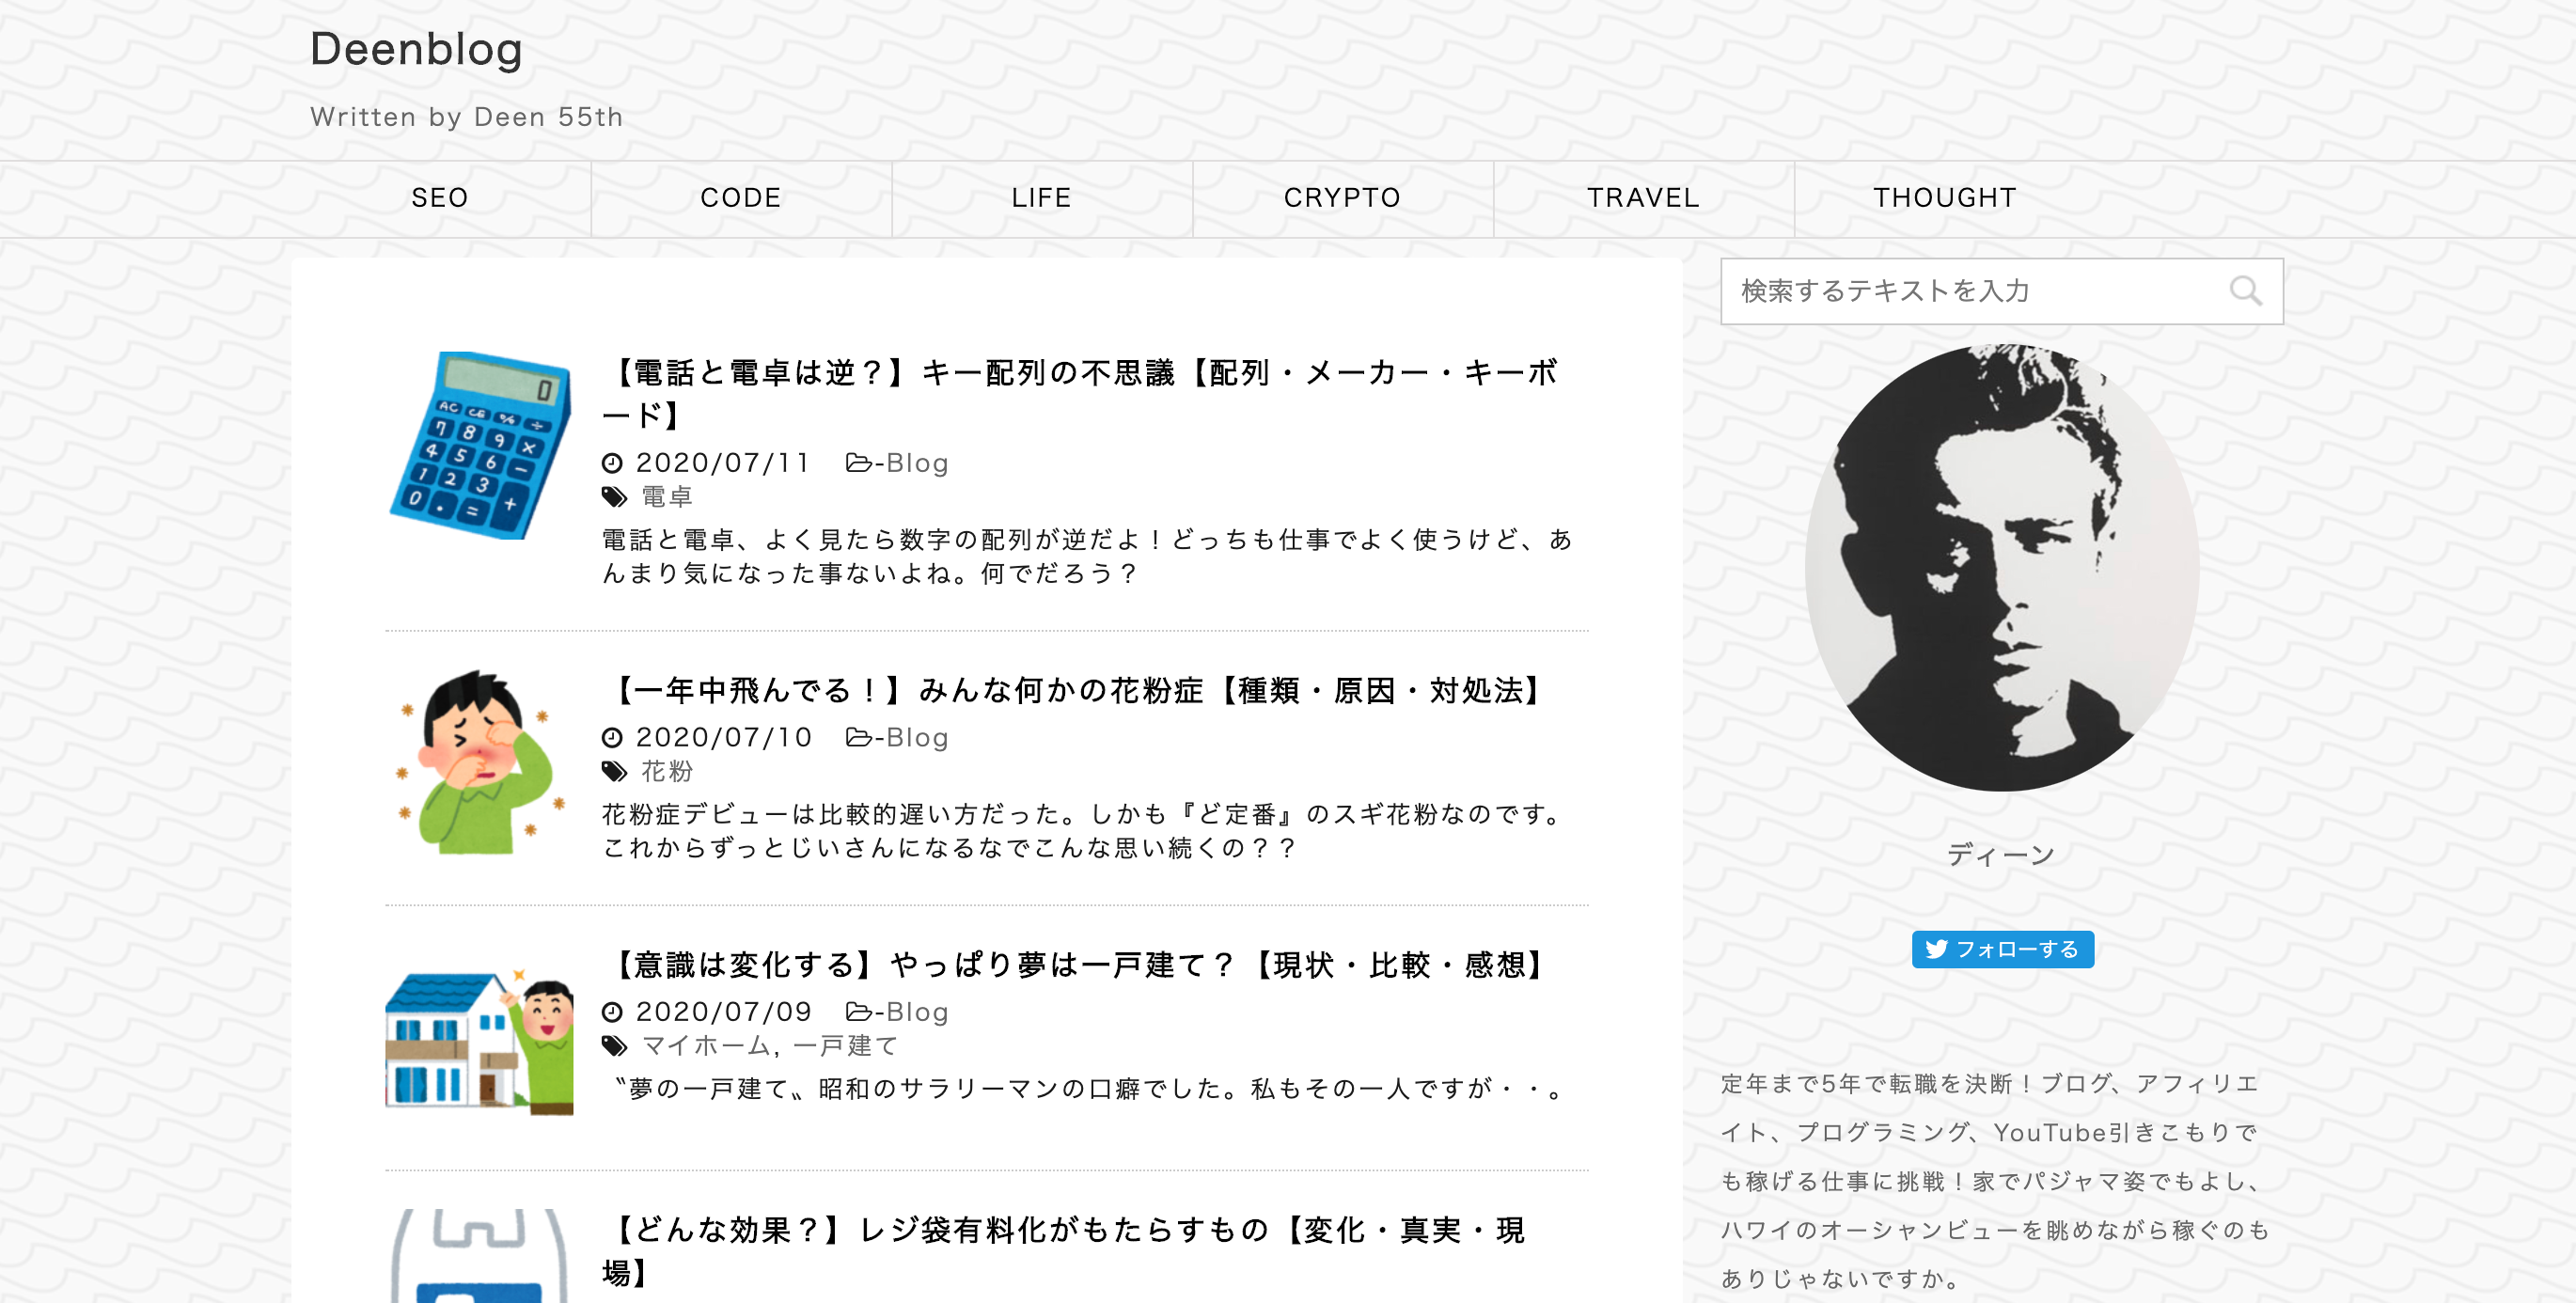 Deenblog
Written by Deen 55th
SEO
CODE
LIFE
CRYPTO
TRAVEL
THOUGHT
0
AC CE % ÷
7 8 9 ×
4 5 6 −
1 2 3 +
0 . =
【電話と電卓は逆？】キー配列の不思議【配列・メーカー・キーボ
ード】
2020/07/11 -Blog
電卓
電話と電卓、よく見たら数字の配列が逆だよ！どっちも仕事でよく使うけど、あ
んまり気になった事ないよね。何でだろう？
【一年中飛んでる！】みんな何かの花粉症【種類・原因・対処法】
2020/07/10 -Blog
花粉
花粉症デビューは比較的遅い方だった。しかも『ど定番』のスギ花粉なのです。
これからずっとじいさんになるなでこんな思い続くの？？
【意識は変化する】やっぱり夢は一戸建て？【現状・比較・感想】
2020/07/09 -Blog
マイホーム, 一戸建て
〝夢の一戸建て〟昭和のサラリーマンの口癖でした。私もその一人ですが・・。
【どんな効果？】レジ袋有料化がもたらすもの【変化・真実・現
場】
検索するテキストを入力
ディーン
フォローする
定年まで5年で転職を決断！ブログ、アフィリエ
イト、プログラミング、YouTube引きこもりで
も稼げる仕事に挑戦！家でパジャマ姿でもよし、
ハワイのオーシャンビューを眺めながら稼ぐのも
ありじゃないですか。